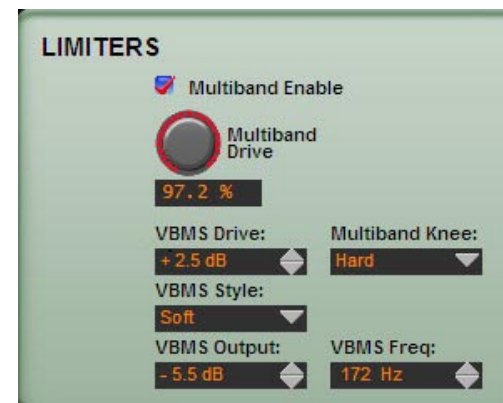 LIMITERS
Multiband Enable
Multiband
Drive
97.2 %
VBMS Drive: Multiband Knee:
+ 2.5 dB Hard
VBMS Style:
Soft
VBMS Output: VBMS Freq:
- 5.5 dB 172 Hz